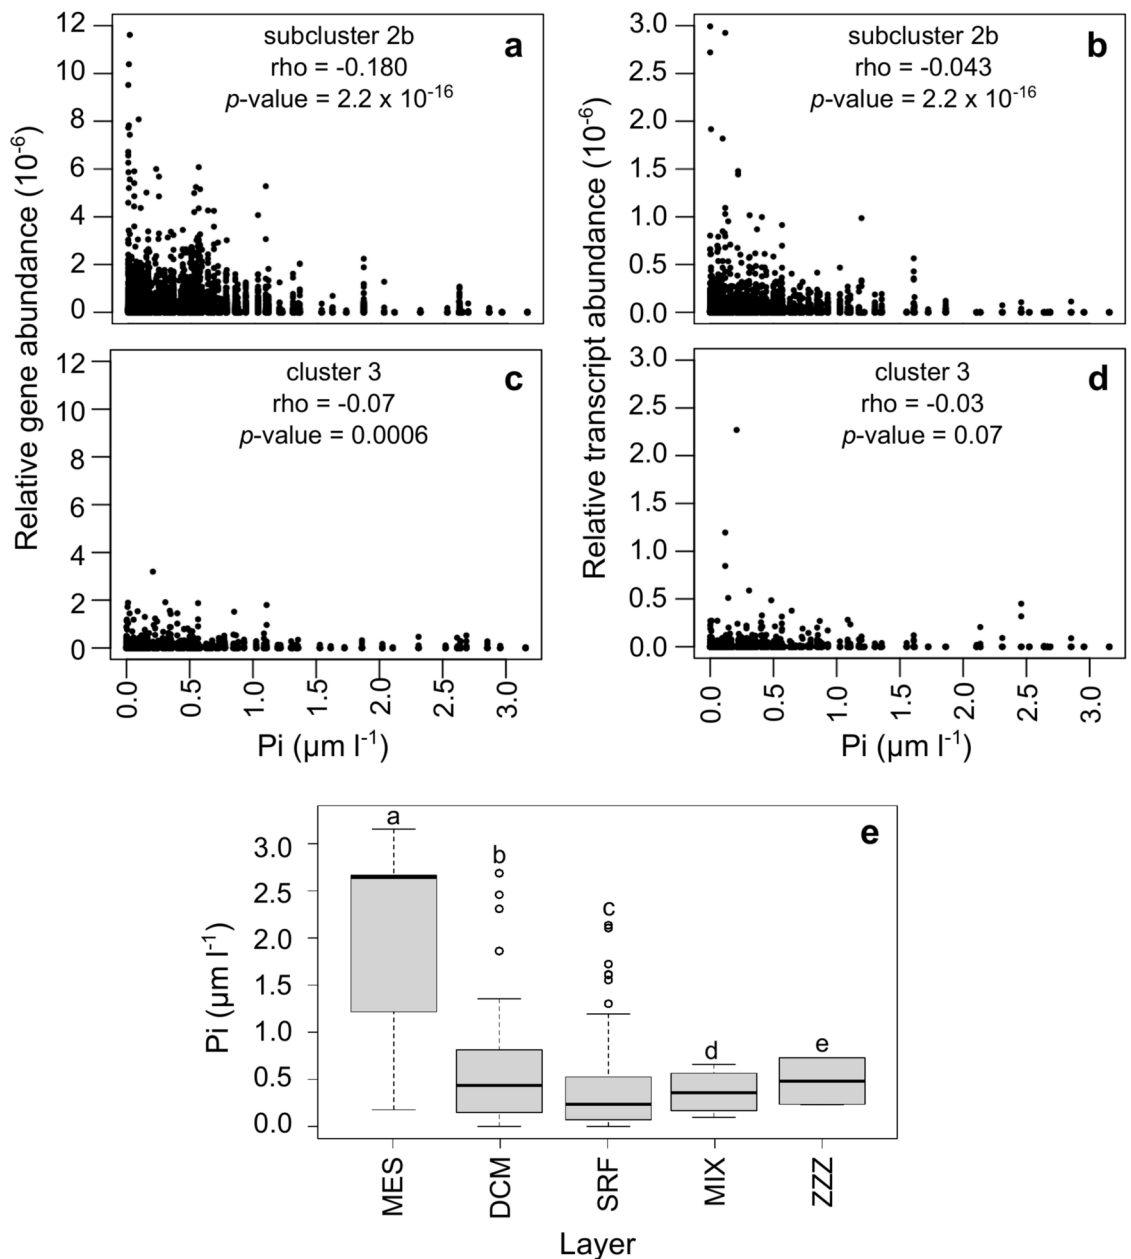 a
subcluster 2b
rho = -0.180
p-value = 2.2 x 10-16
12
10
8
6
4
2
0
Relative gene abundance (10-6)
b
subcluster 2b
rho = -0.043
p-value = 2.2 x 10-16
3.0
2.5
2.0
1.5
1.0
0.5
0.0
Relative transcript abundance (10-6)
c
cluster 3
rho = -0.07
p-value = 0.0006
12
10
8
6
4
2
0
0.0
0.5
1.0
1.5
2.0
2.5
3.0
Pi (µm l-1)
d
cluster 3
rho = -0.03
p-value = 0.07
3.0
2.5
2.0
1.5
1.0
0.5
0.0
0.0
0.5
1.0
1.5
2.0
2.5
3.0
Pi (µm l-1)
e
a
b
c
d
e
3.0
2.5
2.0
1.5
1.0
0.5
0.0
Pi (µm l-1)
MES
DCM
SRF
MIX
ZZZ
Layer